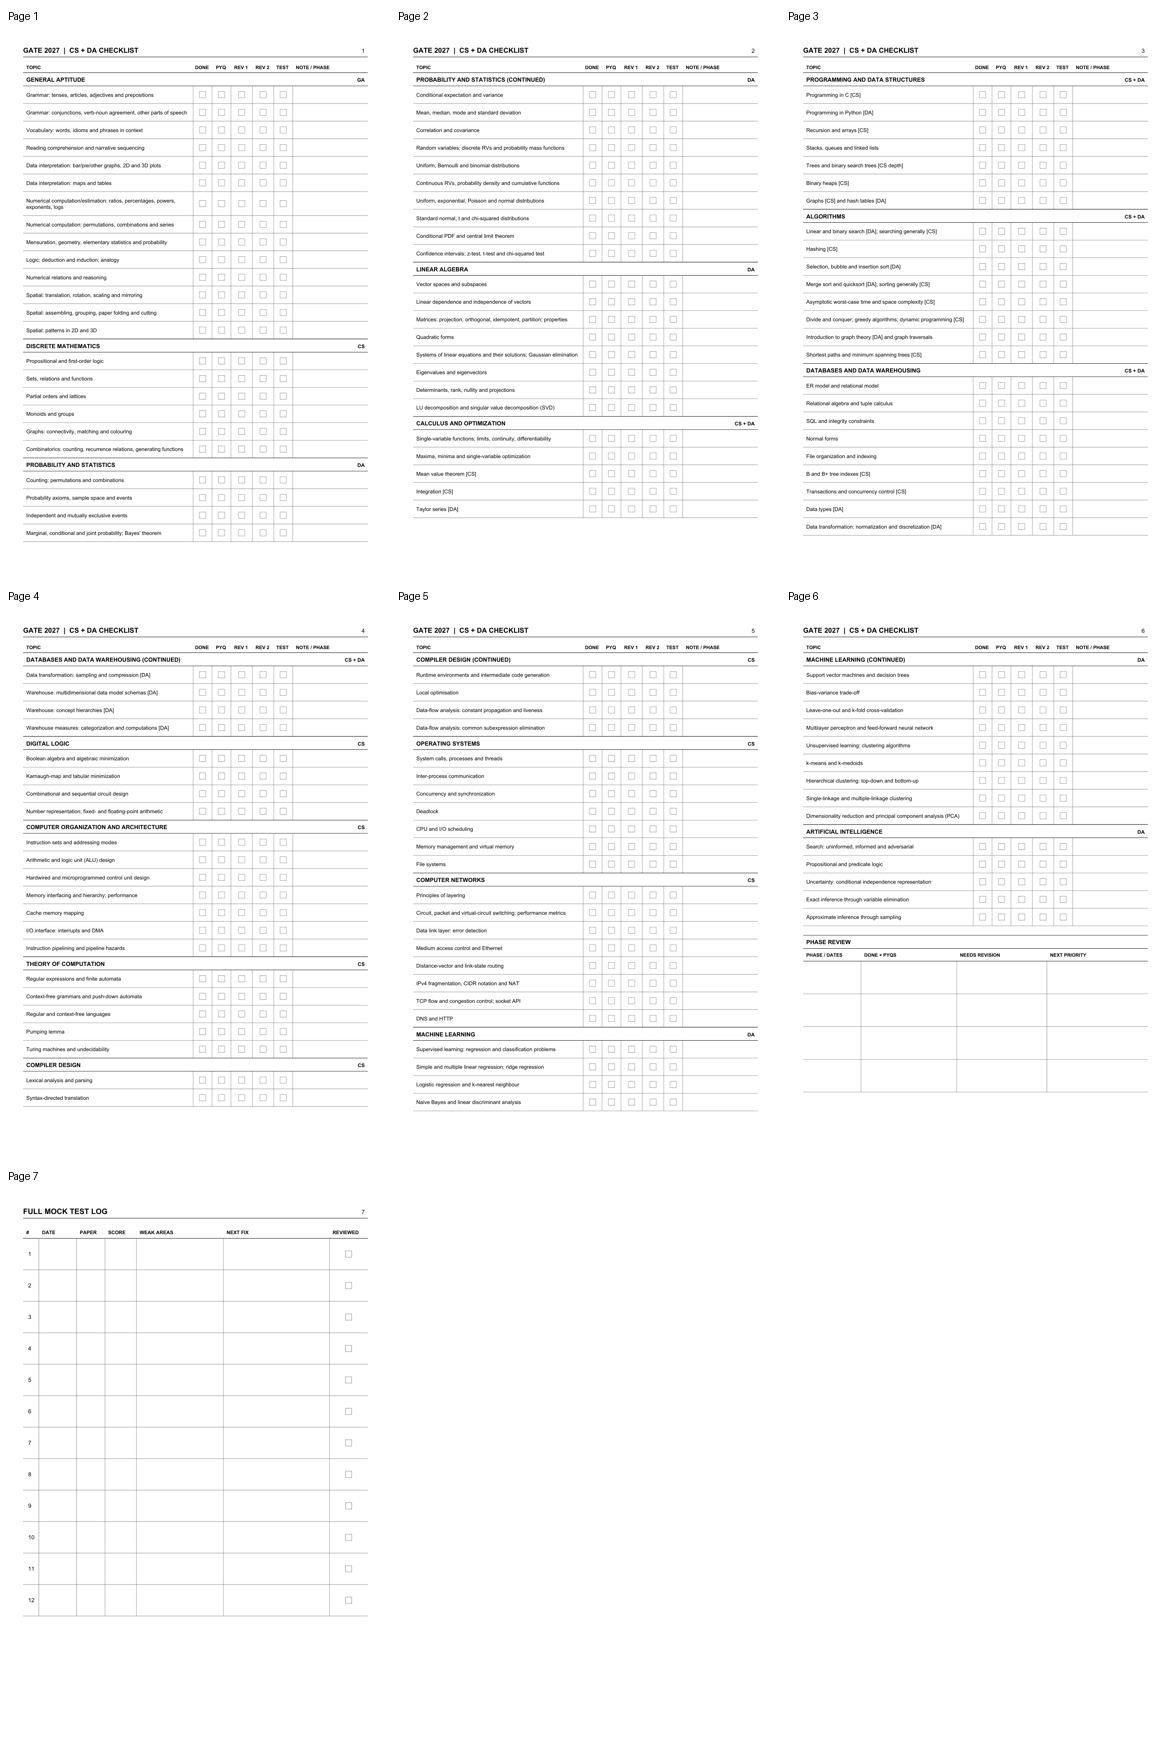 Page 1
GATE 2027 | CS + DA CHECKLIST 1
TOPIC DONE PYQ REV 1 REV 2 TEST NOTE / PHASE
GENERAL APTITUDE GA
Grammar: tenses, articles, adjectives and prepositions
Grammar: conjunctions, verb-noun agreement, other parts of speech
Vocabulary: words, idioms and phrases in context
Reading comprehension and narrative sequencing
Data interpretation: bar/pie/other graphs, 2D and 3D plots
Data interpretation: maps and tables
Numerical computation/estimation: ratios, percentages, powers,
exponents, logs
Numerical computation: permutations, combinations and series
Mensuration, geometry, elementary statistics and probability
Logic: deduction and induction; analogy
Numerical relations and reasoning
Spatial: translation, rotation, scaling and mirroring
Spatial: assembling, grouping, paper folding and cutting
Spatial: patterns in 2D and 3D
DISCRETE MATHEMATICS CS
Propositional and first-order logic
Sets, relations and functions
Partial orders and lattices
Monoids and groups
Graphs: connectivity, matching and colouring
Combinatorics: counting, recurrence relations, generating functions
PROBABILITY AND STATISTICS DA
Counting: permutations and combinations
Probability axioms, sample space and events
Independent and mutually exclusive events
Marginal, conditional and joint probability; Bayes' theorem
Page 2
GATE 2027 | CS + DA CHECKLIST 2
TOPIC DONE PYQ REV 1 REV 2 TEST NOTE / PHASE
PROBABILITY AND STATISTICS (CONTINUED) DA
Conditional expectation and variance
Mean, median, mode and standard deviation
Correlation and covariance
Random variables; discrete RVs and probability mass functions
Uniform, Bernoulli and binomial distributions
Continuous RVs, probability density and cumulative functions
Uniform, exponential, Poisson and normal distributions
Standard normal, t and chi-squared distributions
Conditional PDF and central limit theorem
Confidence intervals; z-test, t-test and chi-squared test
LINEAR ALGEBRA DA
Vector spaces and subspaces
Linear dependence and independence of vectors
Matrices: projection, orthogonal, idempotent, partition; properties
Quadratic forms
Systems of linear equations and their solutions; Gaussian elimination
Eigenvalues and eigenvectors
Determinants, rank, nullity and projections
LU decomposition and singular value decomposition (SVD)
CALCULUS AND OPTIMIZATION CS + DA
Single-variable functions; limits, continuity, differentiability
Maxima, minima and single-variable optimization
Mean value theorem [CS]
Integration [CS]
Taylor series [DA]
Page 3
GATE 2027 | CS + DA CHECKLIST 3
TOPIC DONE PYQ REV 1 REV 2 TEST NOTE / PHASE
PROGRAMMING AND DATA STRUCTURES CS + DA
Programming in C [CS]
Programming in Python [DA]
Recursion and arrays [CS]
Stacks, queues and linked lists
Trees and binary search trees [CS depth]
Binary heaps [CS]
Graphs [CS] and hash tables [DA]
ALGORITHMS CS + DA
Linear and binary search [DA]; searching generally [CS]
Hashing [CS]
Selection, bubble and insertion sort [DA]
Merge sort and quicksort [DA]; sorting generally [CS]
Asymptotic worst-case time and space complexity [CS]
Divide and conquer; greedy algorithms; dynamic programming [CS]
Introduction to graph theory [DA] and graph traversals
Shortest paths and minimum spanning trees [CS]
DATABASES AND DATA WAREHOUSING CS + DA
ER model and relational model
Relational algebra and tuple calculus
SQL and integrity constraints
Normal forms
File organization and indexing
B and B+ tree indexes [CS]
Transactions and concurrency control [CS]
Data types [DA]
Data transformation: normalization and discretization [DA]
Page 4
GATE 2027 | CS + DA CHECKLIST 4
TOPIC DONE PYQ REV 1 REV 2 TEST NOTE / PHASE
DATABASES AND DATA WAREHOUSING (CONTINUED) CS + DA
Data transformation: sampling and compression [DA]
Warehouse: multidimensional data model schemas [DA]
Warehouse: concept hierarchies [DA]
Warehouse measures: categorization and computations [DA]
DIGITAL LOGIC CS
Boolean algebra and algebraic minimization
Karnaugh-map and tabular minimization
Combinational and sequential circuit design
Number representation; fixed- and floating-point arithmetic
COMPUTER ORGANIZATION AND ARCHITECTURE CS
Instruction sets and addressing modes
Arithmetic and logic unit (ALU) design
Hardwired and microprogrammed control unit design
Memory interfacing and hierarchy; performance
Cache memory mapping
I/O interface: interrupts and DMA
Instruction pipelining and pipeline hazards
THEORY OF COMPUTATION CS
Regular expressions and finite automata
Context-free grammars and push-down automata
Regular and context-free languages
Pumping lemma
Turing machines and undecidability
COMPILER DESIGN CS
Lexical analysis and parsing
Syntax-directed translation
Page 5
GATE 2027 | CS + DA CHECKLIST 5
TOPIC DONE PYQ REV 1 REV 2 TEST NOTE / PHASE
COMPILER DESIGN (CONTINUED) CS
Runtime environments and intermediate code generation
Local optimisation
Data-flow analysis: constant propagation and liveness
Data-flow analysis: common subexpression elimination
OPERATING SYSTEMS CS
System calls, processes and threads
Inter-process communication
Concurrency and synchronization
Deadlock
CPU and I/O scheduling
Memory management and virtual memory
File systems
COMPUTER NETWORKS CS
Principles of layering
Circuit, packet and virtual-circuit switching; performance metrics
Data link layer: error detection
Medium access control and Ethernet
Distance-vector and link-state routing
IPv4 fragmentation, CIDR notation and NAT
TCP flow and congestion control; socket API
DNS and HTTP
MACHINE LEARNING DA
Supervised learning: regression and classification problems
Simple and multiple linear regression; ridge regression
Logistic regression and k-nearest neighbour
Naive Bayes and linear discriminant analysis
Page 6
GATE 2027 | CS + DA CHECKLIST 6
TOPIC DONE PYQ REV 1 REV 2 TEST NOTE / PHASE
MACHINE LEARNING (CONTINUED) DA
Support vector machines and decision trees
Bias-variance trade-off
Leave-one-out and k-fold cross-validation
Multilayer perceptron and feed-forward neural network
Unsupervised learning: clustering algorithms
k-means and k-medoids
Hierarchical clustering: top-down and bottom-up
Single-linkage and multiple-linkage clustering
Dimensionality reduction and principal component analysis (PCA)
ARTIFICIAL INTELLIGENCE DA
Search: uninformed, informed and adversarial
Propositional and predicate logic
Uncertainty: conditional independence representation
Exact inference through variable elimination
Approximate inference through sampling
PHASE REVIEW
PHASE / DATES DONE + PYQS NEEDS REVISION NEXT PRIORITY
Page 7
FULL MOCK TEST LOG 7
# DATE PAPER SCORE WEAK AREAS NEXT FIX REVIEWED
1
2
3
4
5
6
7
8
9
10
11
12